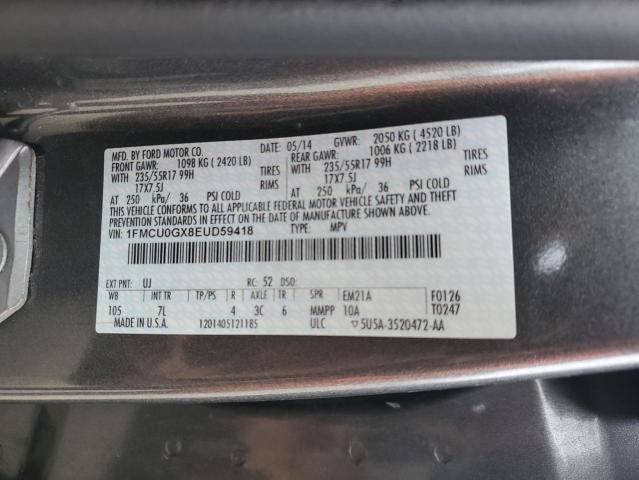 MFD. BY FORD MOTOR CO. DATE: 05/14 GVWR: 2050 KG ( 4520 LB)
FRONT GAWR: 1098 KG ( 2420 LB) REAR GAWR: 1006 KG ( 2218 LB)
WITH 235/55R17 99H TIRES WITH 235/55R17 99H TIRES
17X7.5J RIMS 17X7.5J RIMS
AT 250 kPa/ 36 PSI COLD AT 250 kPa/ 36 PSI COLD
THIS VEHICLE CONFORMS TO ALL APPLICABLE FEDERAL MOTOR VEHICLE SAFETY AND THEFT
PREVENTION STANDARDS IN EFFECT ON THE DATE OF MANUFACTURE SHOWN ABOVE.
VIN: 1FMCU0GX8EUD59418 TYPE: MPV
EXT PNT: UJ RC: 52 DSO:
WB INT TR TP/PS R AXLE TR SPR EM21A F0126
105 7L 4 3C 6 MMPP 10A T0247
MADE IN U.S.A. 1201405121185 ULC ▽5U5A-3520472-AA